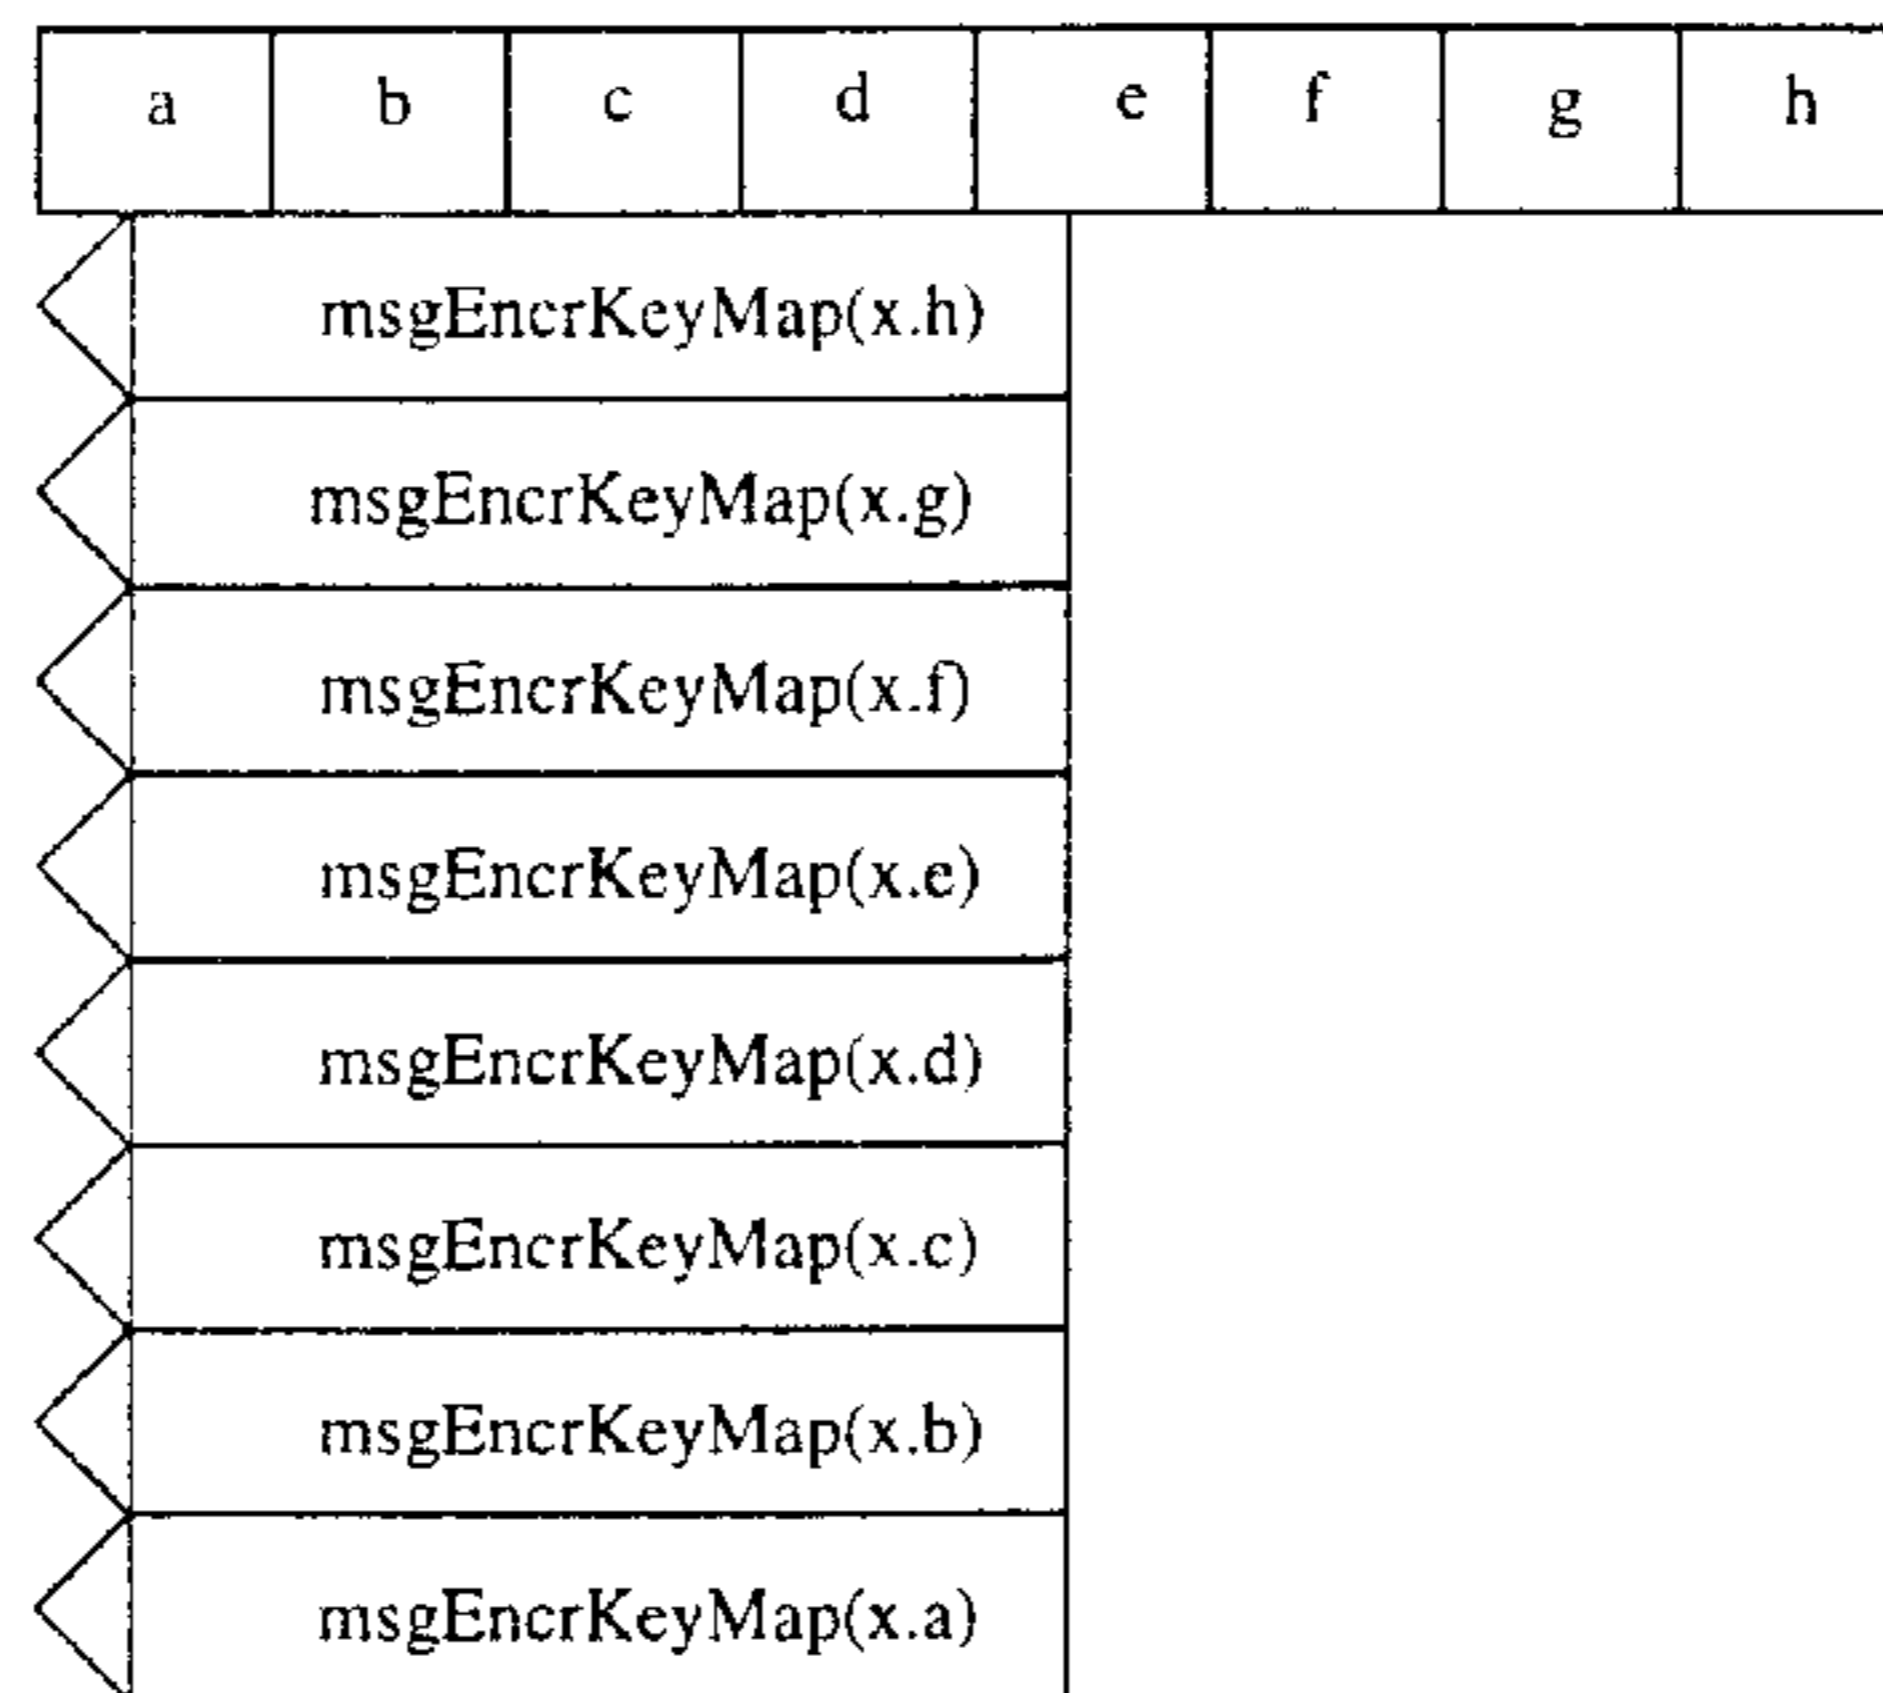 a b c d e f g h
msgEncrKeyMap(x.h)
msgEncrKeyMap(x.g)
msgEncrKeyMap(x.f)
msgEncrKeyMap(x.e)
msgEncrKeyMap(x.d)
msgEncrKeyMap(x.c)
msgEncrKeyMap(x.b)
msgEncrKeyMap(x.a)